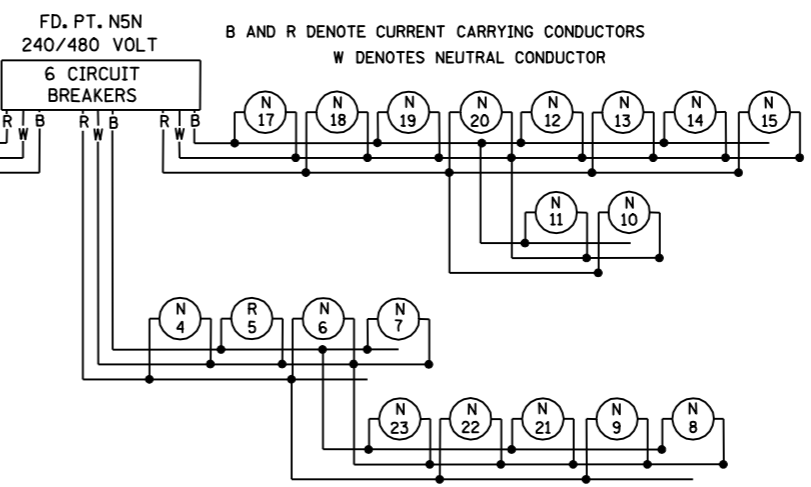 FD. PT. N5N
240/480 VOLT
B AND R DENOTE CURRENT CARRYING CONDUCTORS
W DENOTES NEUTRAL CONDUCTOR
6 CIRCUIT
BREAKERS
R W B R W B R W B
N N N N N N N N
17 18 19 20 12 13 14 15
N N
11 10
N R N N
4 5 6 7
N N N N N
23 22 21 9 8